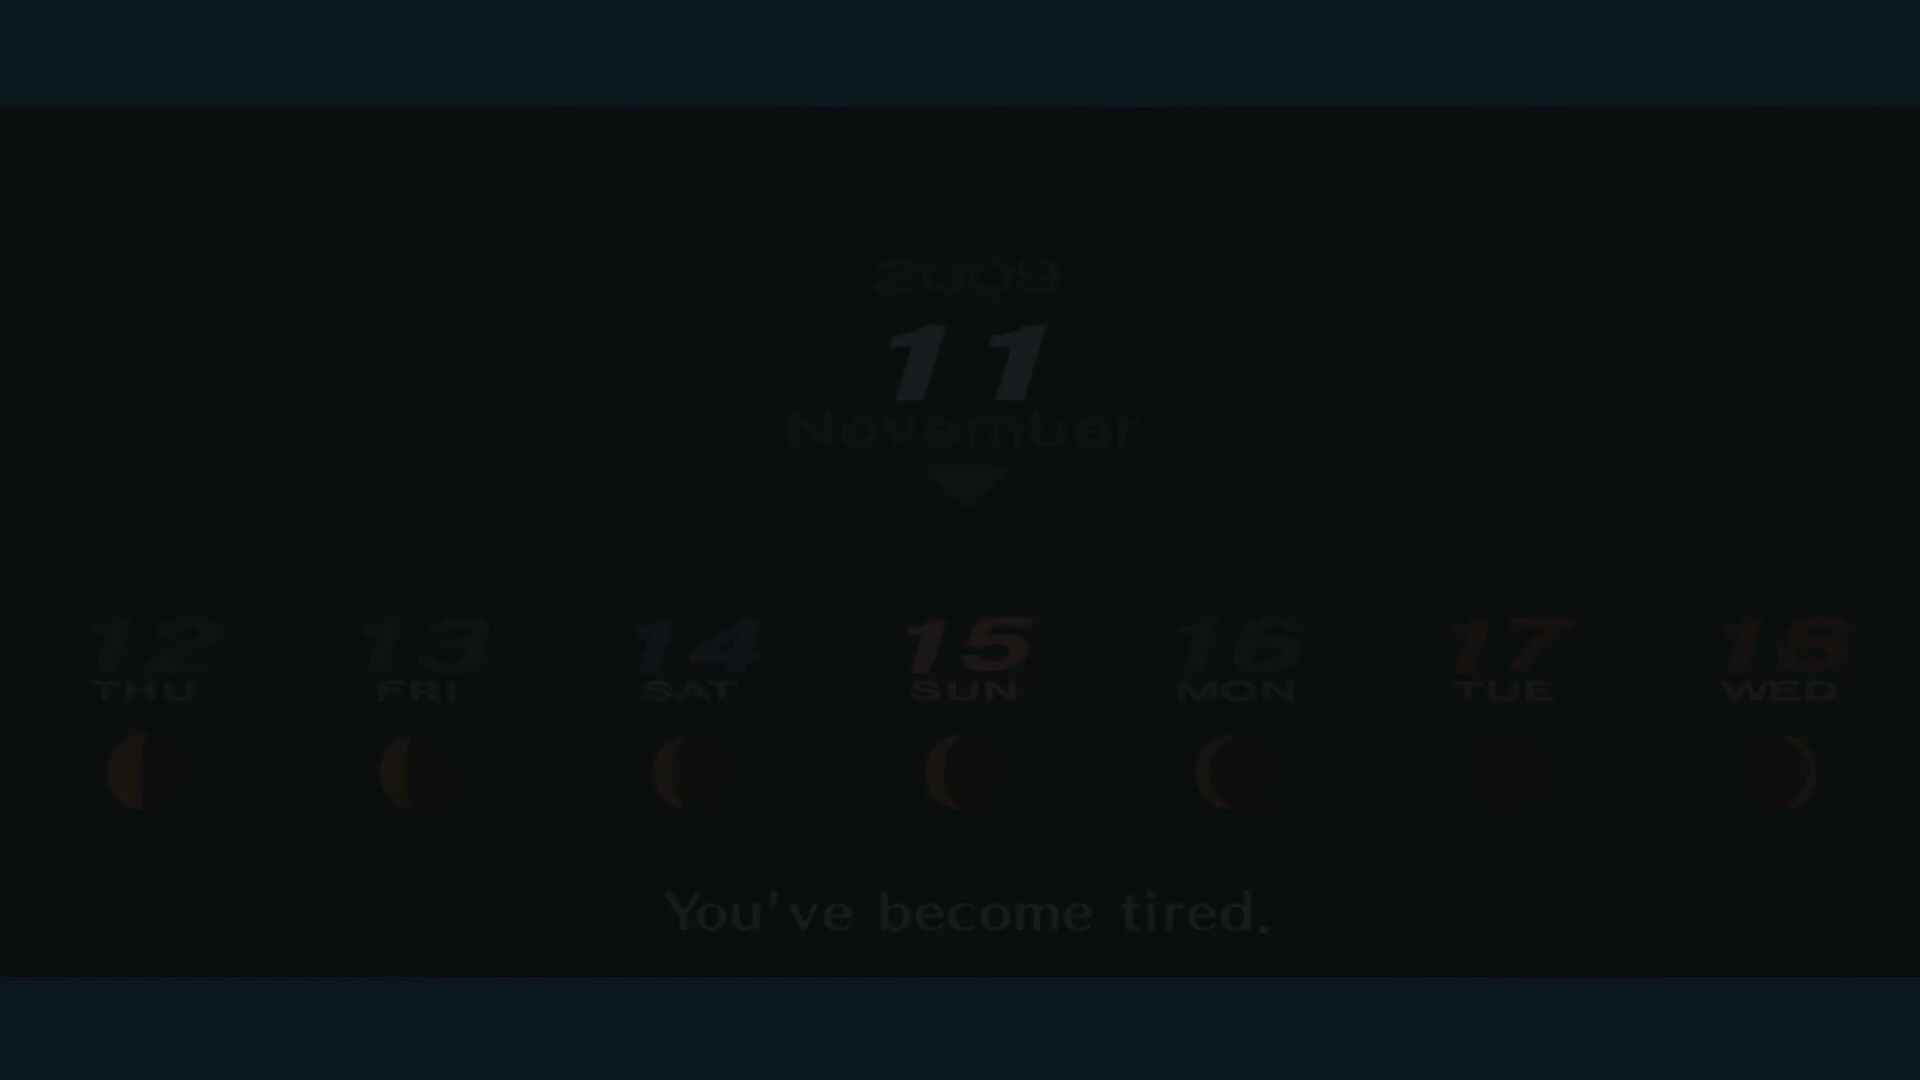 2009
11
November
12 13 14 15 16 17 18
THU FRI SAT SUN MON TUE WED
You've become tired.